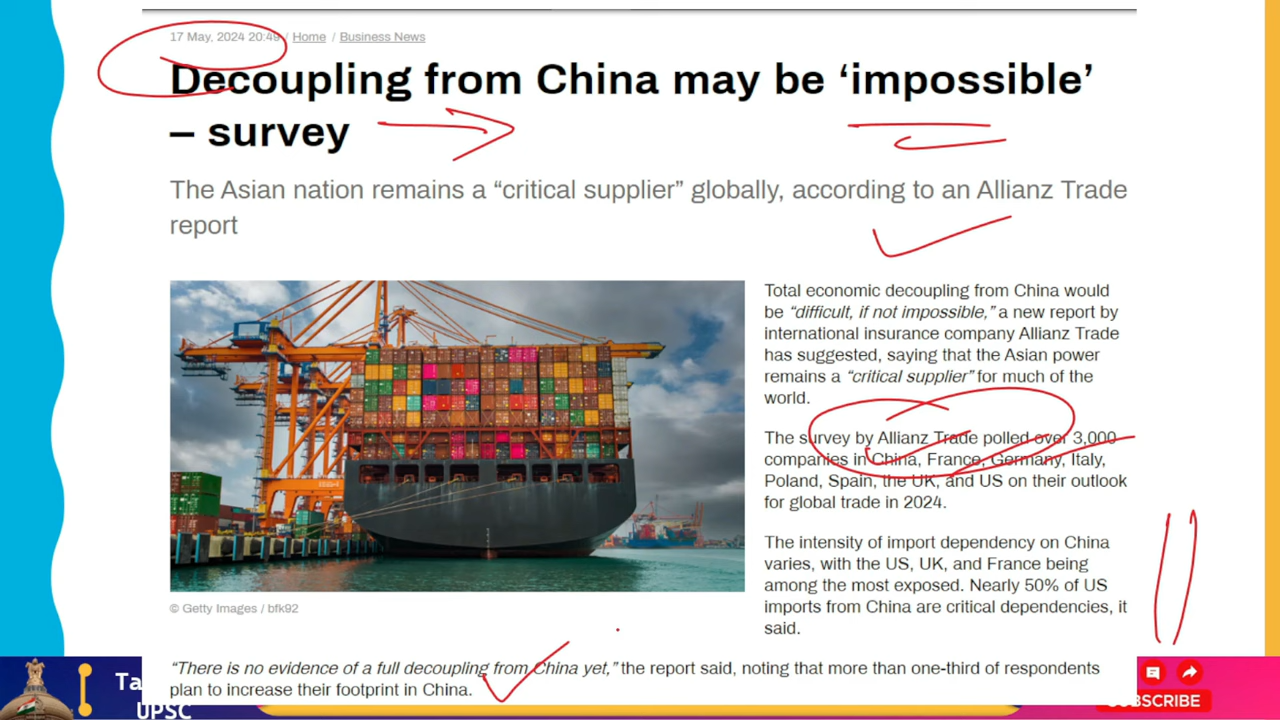 17 May, 2024 20:49 / Home / Business News
Decoupling from China may be ‘impossible’
– survey
The Asian nation remains a “critical supplier” globally, according to an Allianz Trade
report
Total economic decoupling from China would
be “difficult, if not impossible,” a new report by
international insurance company Allianz Trade
has suggested, saying that the Asian power
remains a “critical supplier” for much of the
world.
The survey by Allianz Trade polled over 3,000
companies in China, France, Germany, Italy,
Poland, Spain, the UK, and US on their outlook
for global trade in 2024.
The intensity of import dependency on China
varies, with the US, UK, and France being
among the most exposed. Nearly 50% of US
imports from China are critical dependencies, it
said.
© Getty Images / bfk92
“There is no evidence of a full decoupling from China yet,” the report said, noting that more than one-third of respondents
plan to increase their footprint in China.
Ta
UPSC
SUBSCRIBE